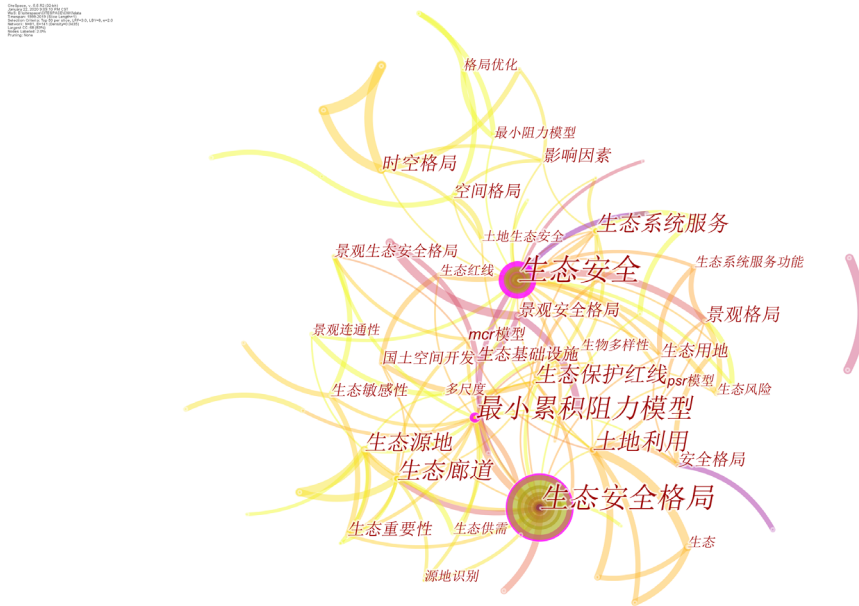 Pruning: None
格局优化
最小阻力模型
影响因素
时空格局
空间格局
生态系统服务
土地生态安全
景观生态安全格局
生态系统服务功能
生态红线
生态安全
景观安全格局
景观格局
景观连通性
mcr模型
生物多样性
国土空间开发
生态基础设施
生态用地
生态保护红线
psr模型
生态敏感性
多尺度
生态风险
最小累积阻力模型
生态源地
土地利用
安全格局
生态廊道
生态安全格局
生态重要性
生态供需
生态
源地识别